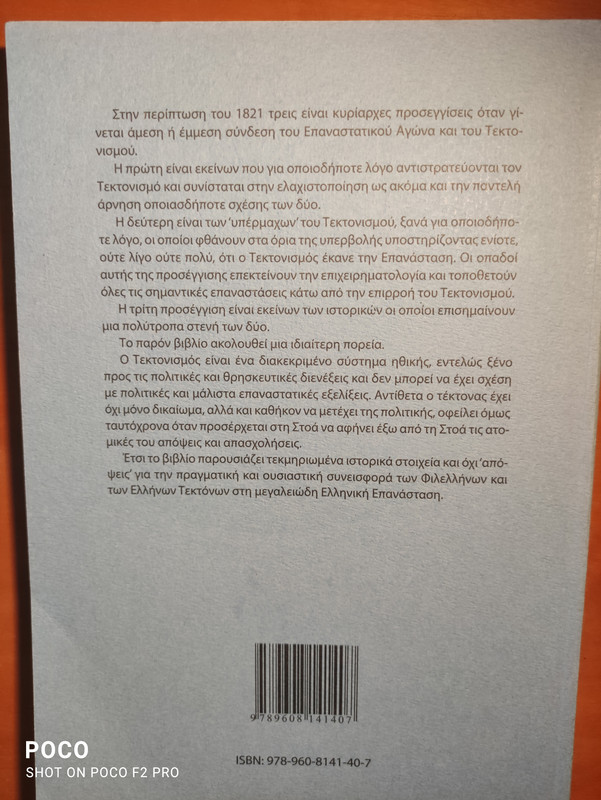 Στην περίπτωση του 1821 τρεις είναι κυρίαρχες προσεγγίσεις όταν γί-
νεται άμεση ή έμμεση σύνδεση του Επαναστατικού Αγώνα και του Τεκτο-
νισμού.
Η πρώτη είναι εκείνων που για οποιοδήποτε λόγο αντιστρατεύονται τον
Τεκτονισμό και συνίσταται στην ελαχιστοποίηση ως ακόμα και την παντελή
άρνηση οποιασδήποτε σχέσης των δύο.
Η δεύτερη είναι των 'υπέρμαχων' του Τεκτονισμού, ξανά για οποιοδήπο-
τε λόγο, οι οποίοι φθάνουν στα όρια της υπερβολής υποστηρίζοντας ενίοτε,
ούτε λίγο ούτε πολύ, ότι ο Τεκτονισμός έκανε την Επανάσταση. Οι οπαδοί
αυτής της προσέγγισης επεκτείνουν την επιχειρηματολογία και τοποθετούν
όλες τις σημαντικές επαναστάσεις κάτω από την επιρροή του Τεκτονισμού.
Η τρίτη προσέγγιση είναι εκείνων των ιστορικών οι οποίοι επισημαίνουν
μια πολύτροπα στενή των δύο.
Το παρόν βιβλίο ακολουθεί μια ιδιαίτερη πορεία.
Ο Τεκτονισμός είναι ένα διακεκριμένο σύστημα ηθικής, εντελώς ξένο
προς τις πολιτικές και θρησκευτικές διενέξεις και δεν μπορεί να έχει σχέση
με πολιτικές και μάλιστα επαναστατικές εξελίξεις. Αντίθετα ο τέκτονας έχει
όχι μόνο δικαίωμα, αλλά και καθήκον να μετέχει της πολιτικής, οφείλει όμως
ταυτόχρονα όταν προσέρχεται στη Στοά να αφήνει έξω από τη Στοά τις ατο-
μικές του απόψεις και απασχολήσεις.
Έτσι το βιβλίο παρουσιάζει τεκμηριωμένα ιστορικά στοιχεία και όχι 'από-
ψεις' για την πραγματική και ουσιαστική συνεισφορά των Φιλελλήνων και
των Ελλήνων Τεκτόνων στη μεγαλειώδη Ελληνική Επανάσταση.
9 789608 141407
ISBN: 978-960-8141-40-7
POCO
SHOT ON POCO F2 PRO